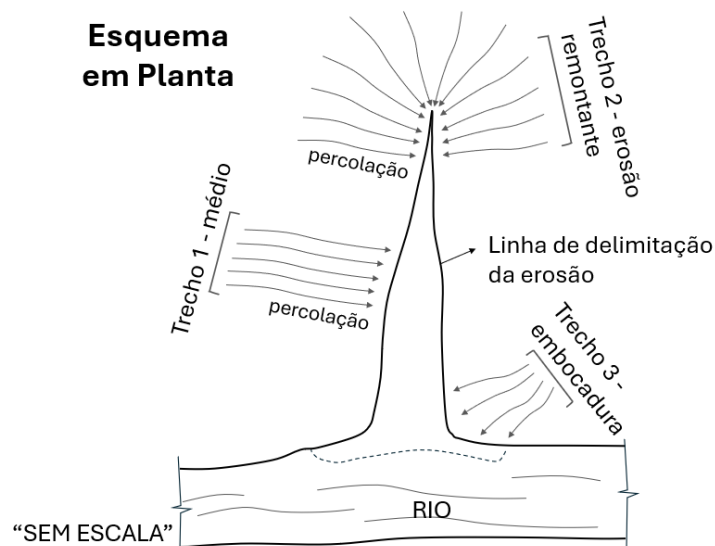 Esquema
em Planta
Trecho 2 - erosão
remontante
percolação
Trecho 1 - médio
percolação
Linha de delimitação
da erosão
Trecho 3 -
embocadura
RIO
“SEM ESCALA”